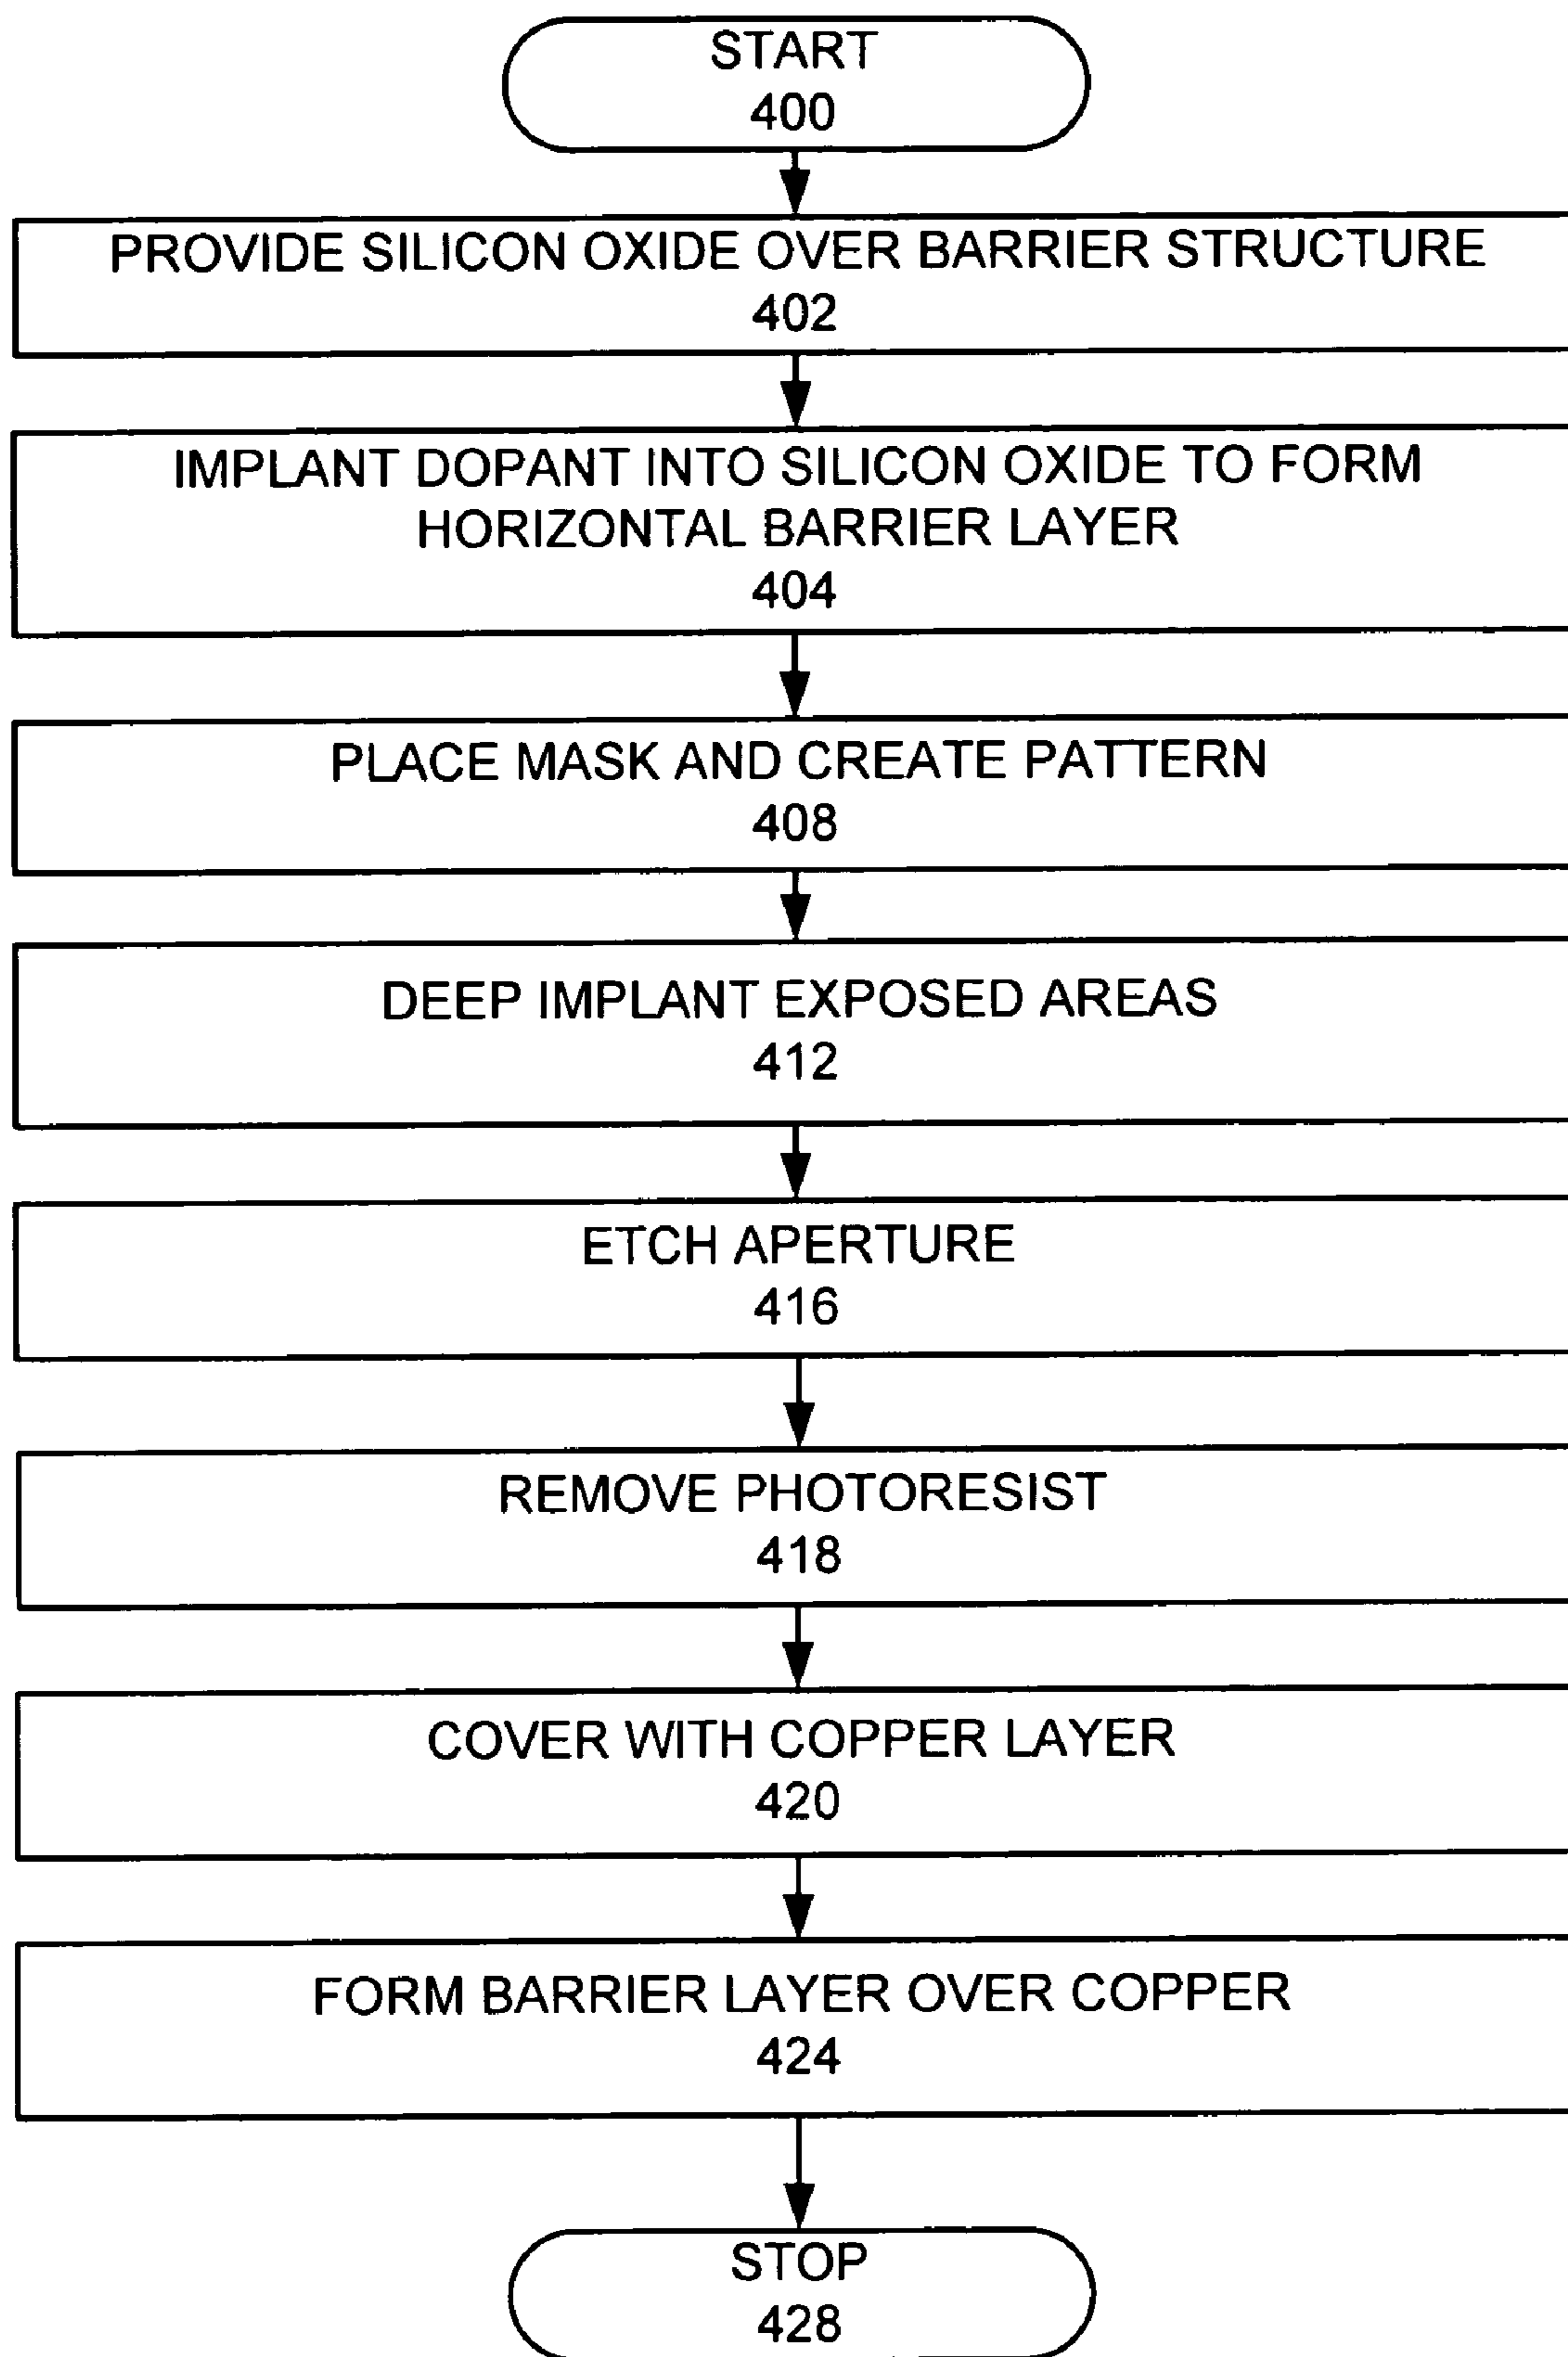 START
400
PROVIDE SILICON OXIDE OVER BARRIER STRUCTURE
402
IMPLANT DOPANT INTO SILICON OXIDE TO FORM
HORIZONTAL BARRIER LAYER
404
PLACE MASK AND CREATE PATTERN
408
DEEP IMPLANT EXPOSED AREAS
412
ETCH APERTURE
416
REMOVE PHOTORESIST
418
COVER WITH COPPER LAYER
420
FORM BARRIER LAYER OVER COPPER
424
STOP
428